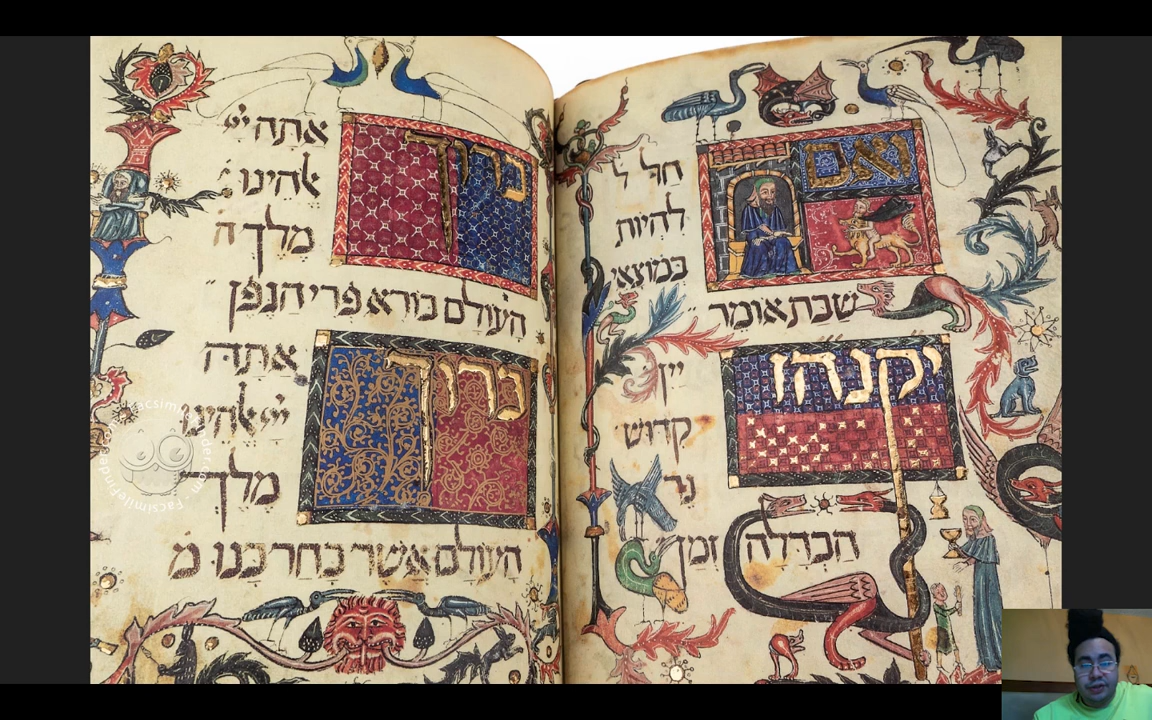 ואם
חל ל
להיות
במוצאי
שבת אומר
יקנהז
יין
קדוש
נר
הבדלה זמן
ברוך
אתה יי
אלהינו
מלך ה
העולם בורא פרי הגפן
ברוך
אתה
יי אלהינו
מלך
העולם אשר בחר בנו מ